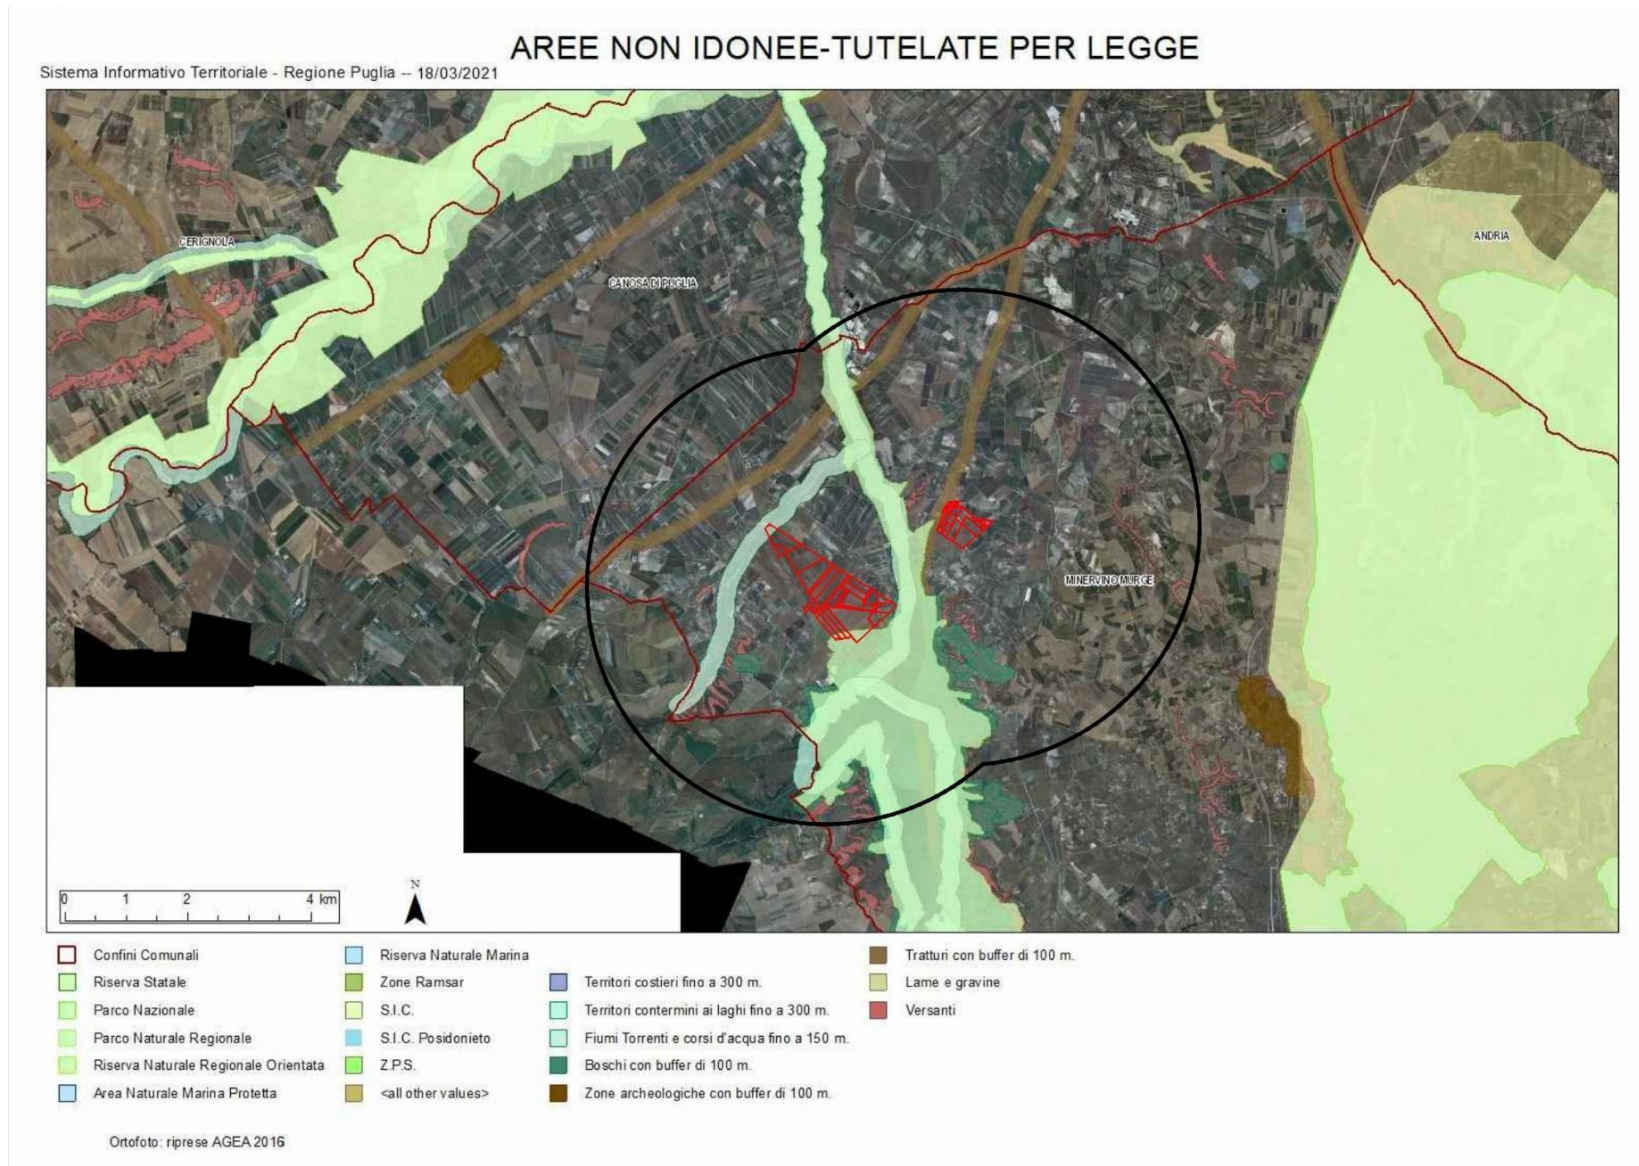 AREE NON IDONEE-TUTELATE PER LEGGE
Sistema Informativo Territoriale - Regione Puglia -- 18/03/2021
CERIGNOLA
ANDRIA
CANOSA DI PUGLIA
MINERVINO MURGE
0 1 2 4 km
N
Confini Comunali
Riserva Statale
Parco Nazionale
Parco Naturale Regionale
Riserva Naturale Regionale Orientata
Area Naturale Marina Protetta
Riserva Naturale Marina
Zone Ramsar
S.I.C.
S.I.C. Posidonieto
Z.P.S.
<all other values>
Territori costieri fino a 300 m.
Territori contermini ai laghi fino a 300 m.
Fiumi Torrenti e corsi d'acqua fino a 150 m.
Boschi con buffer di 100 m.
Zone archeologiche con buffer di 100 m.
Tratturi con buffer di 100 m.
Lame e gravine
Versanti
Ortofoto: riprese AGEA 2016